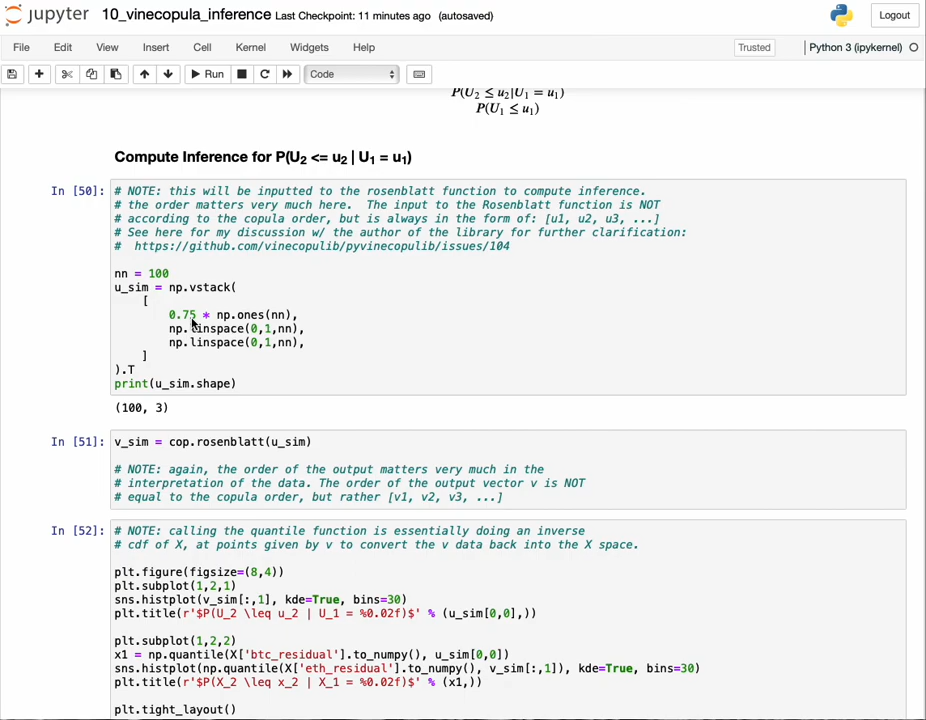 jupyter 10_vinecopula_inference Last Checkpoint: 11 minutes ago (autosaved) Logout
File Edit View Insert Cell Kernel Widgets Help Trusted Python 3 (ipykernel)
Run Code
P(U₂ ≤ u₂|U₁ = u₁)
P(U₁ ≤ u₁)
Compute Inference for P(U₂ <= u₂ | U₁ = u₁)
In [50]: # NOTE: this will be inputted to the rosenblatt function to compute inference.
# the order matters very much here.  The input to the Rosenblatt function is NOT
# according to the copula order, but is always in the form of: [u1, u2, u3, ...]
# See here for my discussion w/ the author of the library for further clarification:
#  https://github.com/vinecopulib/pyvinecopulib/issues/104
nn = 100
u_sim = np.vstack(
    [
        0.75 * np.ones(nn),
        np.linspace(0,1,nn),
        np.linspace(0,1,nn),
    ]
).T
print(u_sim.shape)
(100, 3)
In [51]: v_sim = cop.rosenblatt(u_sim)
# NOTE: again, the order of the output matters very much in the
# interpretation of the data. The order of the output vector v is NOT
# equal to the copula order, but rather [v1, v2, v3, ...]
In [52]: # NOTE: calling the quantile function is essentially doing an inverse
# cdf of X, at points given by v to convert the v data back into the X space.
plt.figure(figsize=(8,4))
plt.subplot(1,2,1)
sns.histplot(v_sim[:,1], kde=True, bins=30)
plt.title(r'$P(U_2 \leq u_2 | U_1 = %0.02f)$' % (u_sim[0,0],))
plt.subplot(1,2,2)
x1 = np.quantile(X['btc_residual'].to_numpy(), u_sim[0,0])
sns.histplot(np.quantile(X['eth_residual'].to_numpy(), v_sim[:,1]), kde=True, bins=30)
plt.title(r'$P(X_2 \leq x_2 | X_1 = %0.02f)$' % (x1,))
plt.tight_layout()